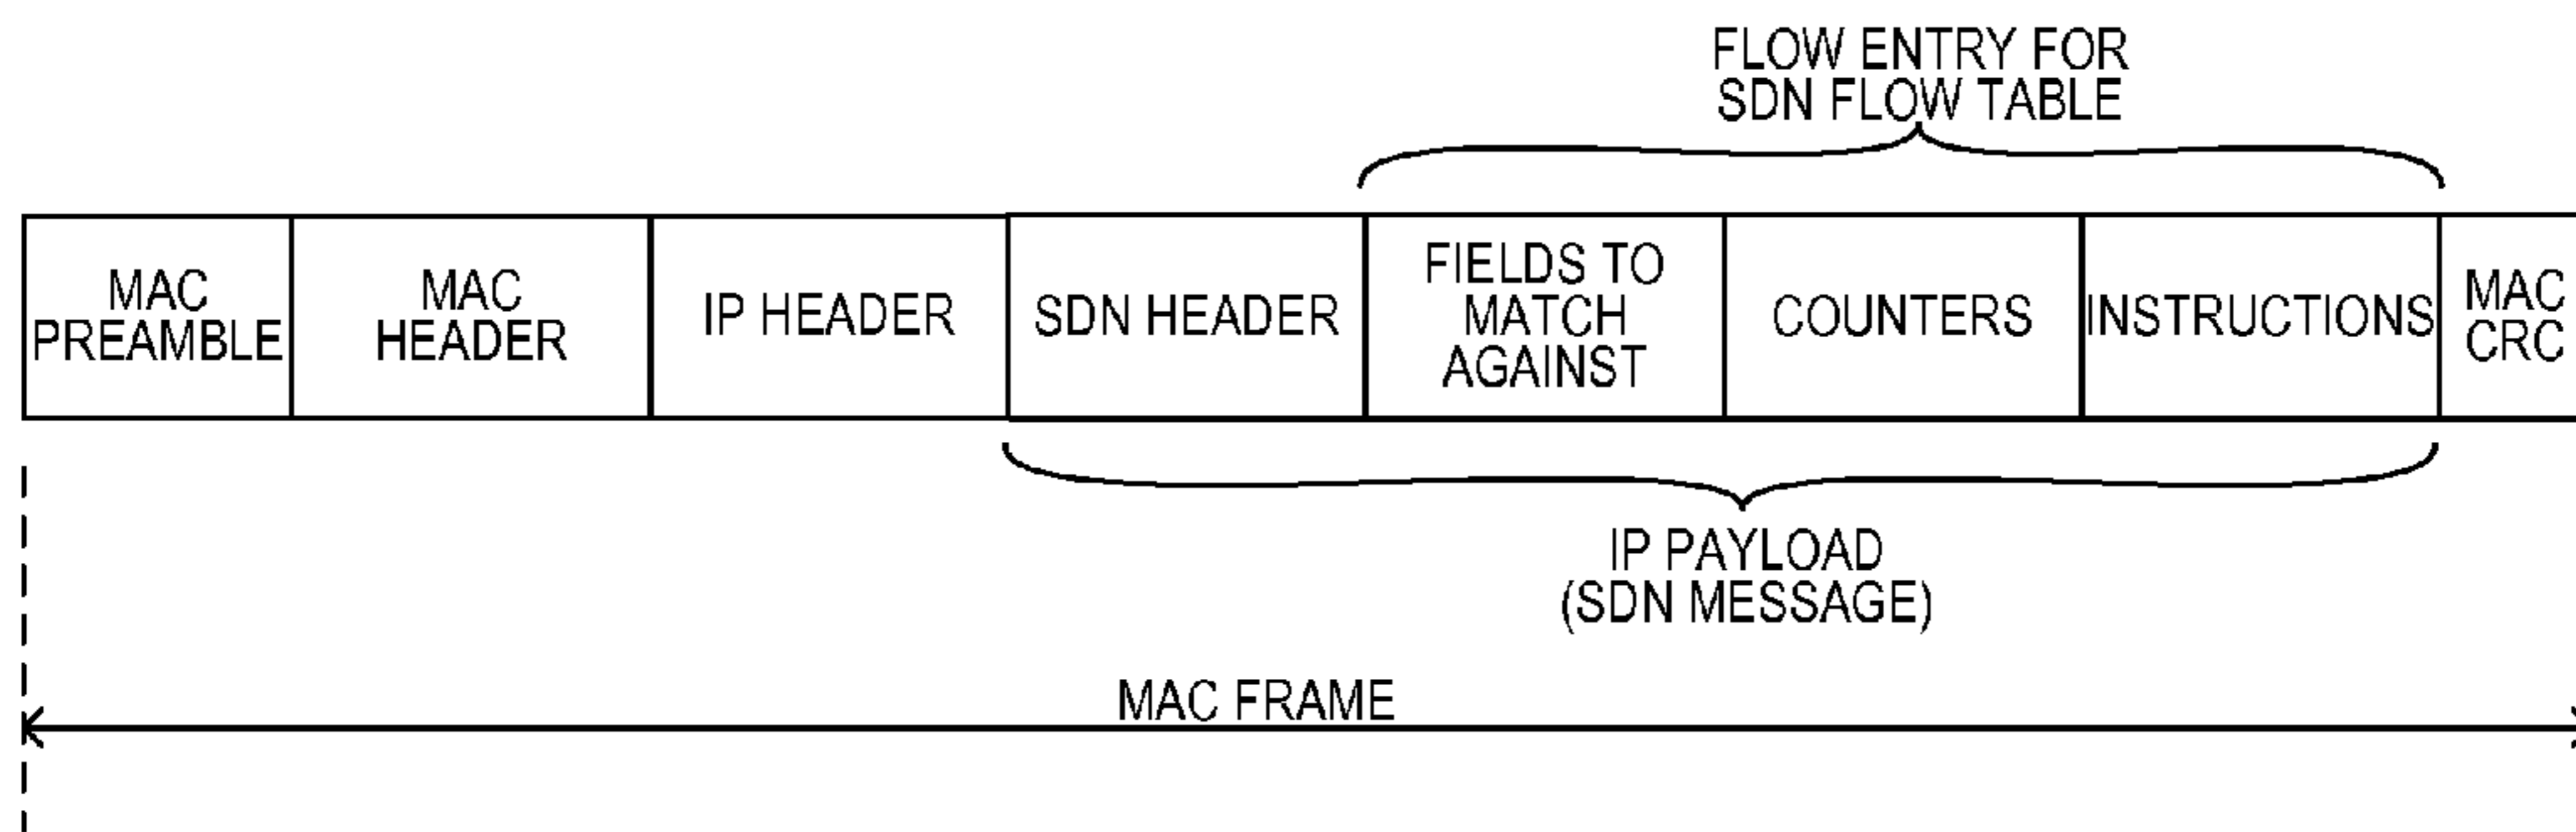 FLOW ENTRY FOR
SDN FLOW TABLE
MAC
PREAMBLE
MAC
HEADER
IP HEADER
SDN HEADER
FIELDS TO
MATCH
AGAINST
COUNTERS
INSTRUCTIONS
MAC
CRC
IP PAYLOAD
(SDN MESSAGE)
MAC FRAME